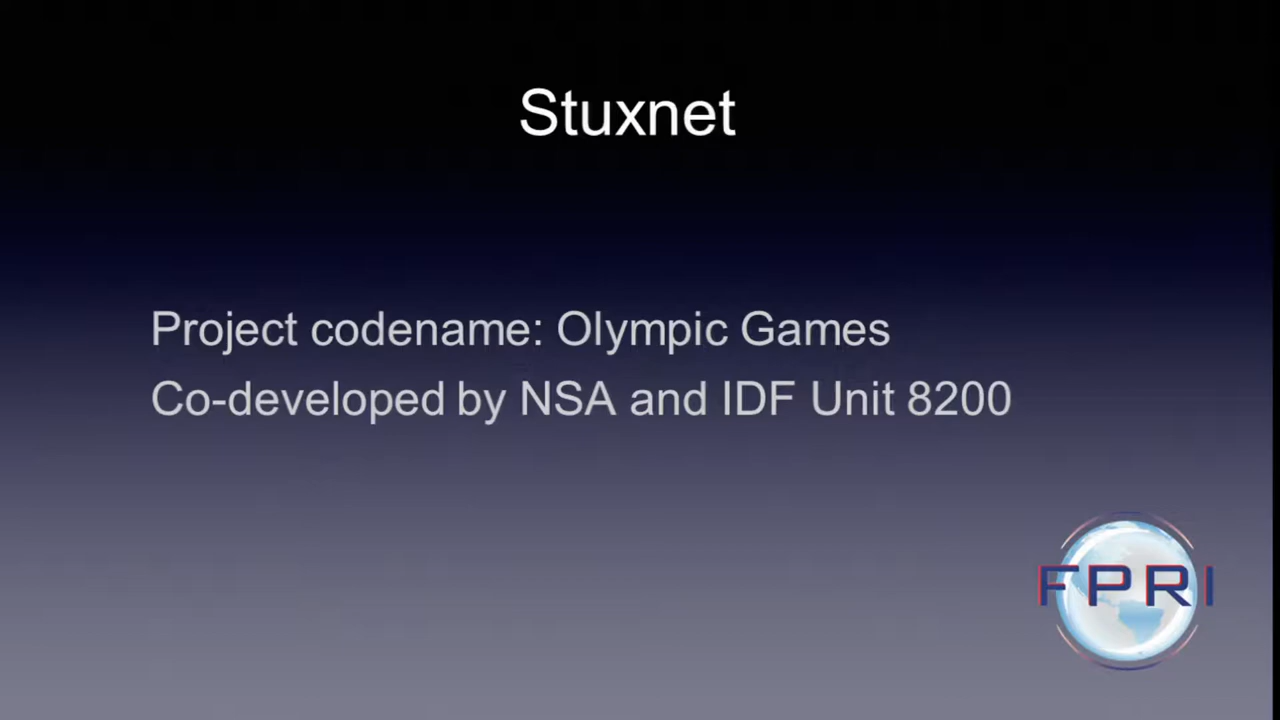 Stuxnet
Project codename: Olympic Games
Co-developed by NSA and IDF Unit 8200
FPRI